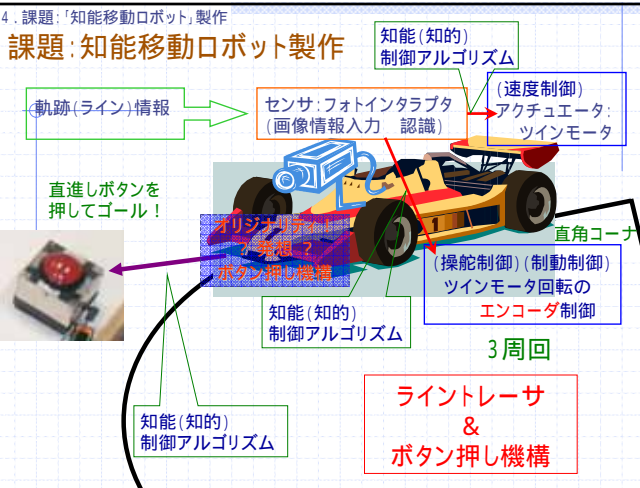 4．課題：「知能移動ロボット」製作
課題：知能移動ロボット製作
知能(知的)
制御アルゴリズム
(速度制御)
アクチュエータ：
ツインモータ
軌跡(ライン)情報
センサ：フォトインタラプタ
(画像情報入力　認識)
直進しボタンを
押してゴール！
オリジナリティ！
？発想？
ボタン押し機構
1
直角コーナ
(操舵制御)(制動制御)
ツインモータ回転の
エンコーダ制御
知能(知的)
制御アルゴリズム
3周回
知能(知的)
制御アルゴリズム
ライントレーサ
&
ボタン押し機構